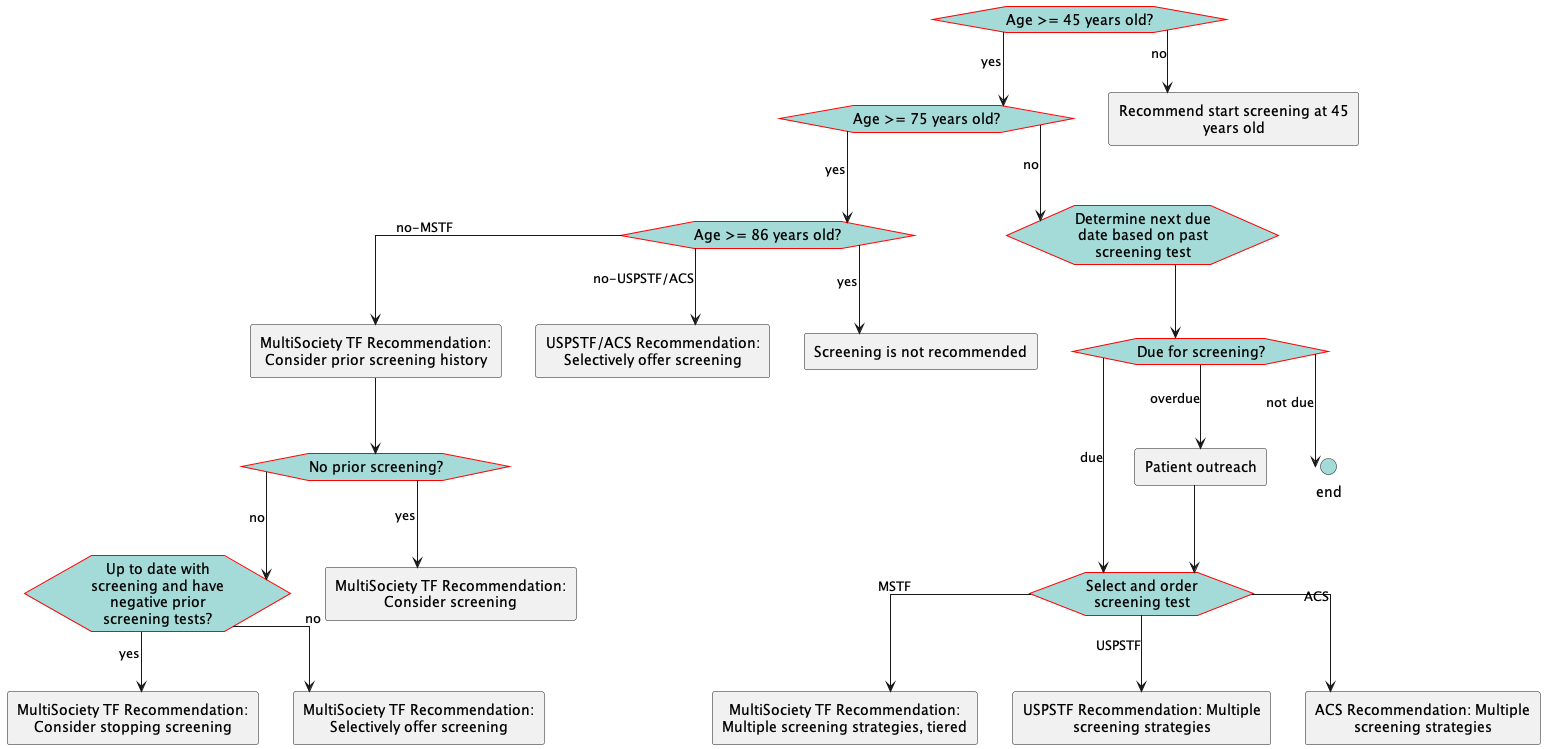 Age >= 45 years old?
yes
no
Recommend start screening at 45
years old
Age >= 75 years old?
yes
no
Age >= 86 years old?
no-MSTF
no-USPSTF/ACS
yes
Determine next due
date based on past
screening test
MultiSociety TF Recommendation:
Consider prior screening history
USPSTF/ACS Recommendation:
Selectively offer screening
Screening is not recommended
Due for screening?
due
overdue
not due
Patient outreach
end
No prior screening?
no
yes
Up to date with
screening and have
negative prior
screening tests?
yes
no
MultiSociety TF Recommendation:
Consider screening
Select and order
screening test
MSTF
USPSTF
ACS
MultiSociety TF Recommendation:
Consider stopping screening
MultiSociety TF Recommendation:
Selectively offer screening
MultiSociety TF Recommendation:
Multiple screening strategies, tiered
USPSTF Recommendation: Multiple
screening strategies
ACS Recommendation: Multiple
screening strategies